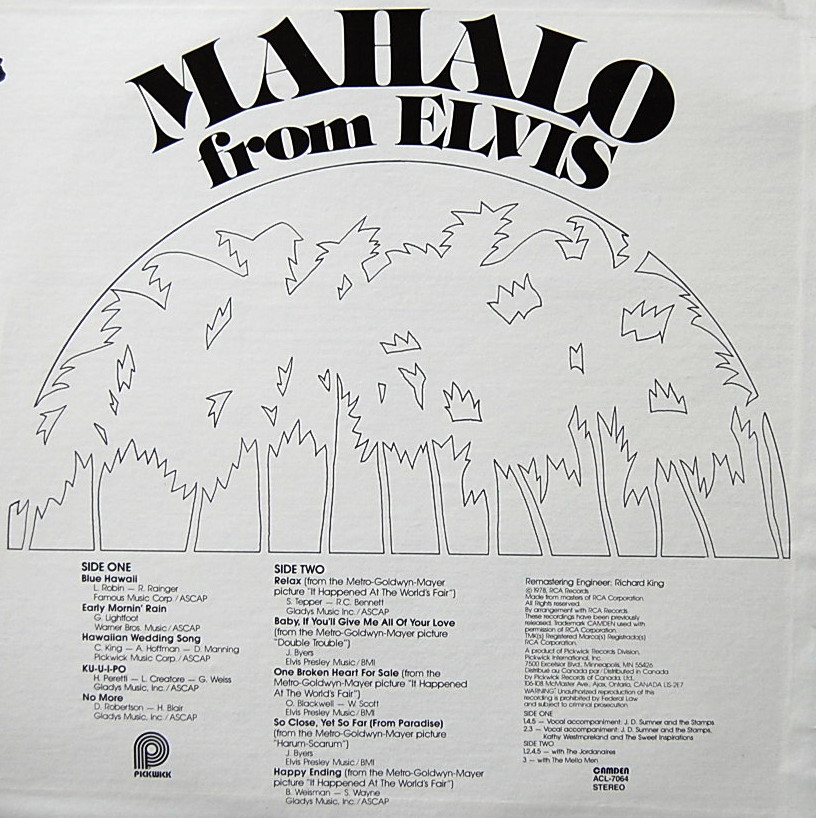 MAHALO
from ELVIS
SIDE ONE
Blue Hawaii
L. Robin — R. Rainger
Famous Music Corp./ASCAP
Early Mornin' Rain
G. Lightfoot
Warner Bros. Music/ASCAP
Hawaiian Wedding Song
C. King — A. Hoffman — D. Manning
Pickwick Music Corp./ASCAP
KU-U-I-PO
H. Peretti — L. Creatore — G. Weiss
Gladys Music, Inc./ASCAP
No More
D. Robertson — H. Blair
Gladys Music, Inc./ASCAP
PICKWICK
SIDE TWO
Relax (from the Metro-Goldwyn-Mayer
picture "It Happened At The World's Fair")
S. Tepper — R.C. Bennett
Gladys Music Inc./ASCAP
Baby, If You'll Give Me All Of Your Love
(from the Metro-Goldwyn-Mayer picture
"Double Trouble")
J. Byers
Elvis Presley Music/BMI
One Broken Heart For Sale (from the
Metro-Goldwyn-Mayer picture "It Happened
At The World's Fair")
O. Blackwell — W. Scott
Elvis Presley Music/BMI
So Close, Yet So Far (From Paradise)
(from the Metro-Goldwyn-Mayer picture
"Harum-Scarum")
J. Byers
Elvis Presley Music/BMI
Happy Ending (from the Metro-Goldwyn-Mayer
picture "It Happened At The World's Fair")
B. Weisman — S. Wayne
Gladys Music, Inc./ASCAP
Remastering Engineer: Richard King
© 1978, RCA Records
Made from masters of RCA Corporation
All Rights reserved.
By arrangement with RCA Records.
These recordings have been previously
released. Trademark CAMDEN used with
permission of RCA Corporation.
TMK(s) Registered Marca(s) Registrada(s)
RCA Corporation.
A product of Pickwick Records Division,
Pickwick International, Inc.
7500 Excelsior Blvd., Minneapolis, MN 55426
Distribué au Canada par/Distributed in Canada
by Pickwick Records of Canada, Ltd.,
106-108 McMaster Ave., Ajax, Ontario, CANADA L1S-2E7
WARNING: Unauthorized reproduction of this
recording is prohibited by Federal Law
and subject to criminal prosecution.
SIDE ONE
1,4,5 — Vocal accompaniment: J. D. Sumner and the Stamps
2,3 — Vocal accompaniment: J. D. Sumner and the Stamps,
Kathy Westmoreland and The Sweet Inspirations
SIDE TWO
1,2,4,5 — with The Jordanaires
3 — with The Mello Men
CAMDEN
ACL-7064
STEREO